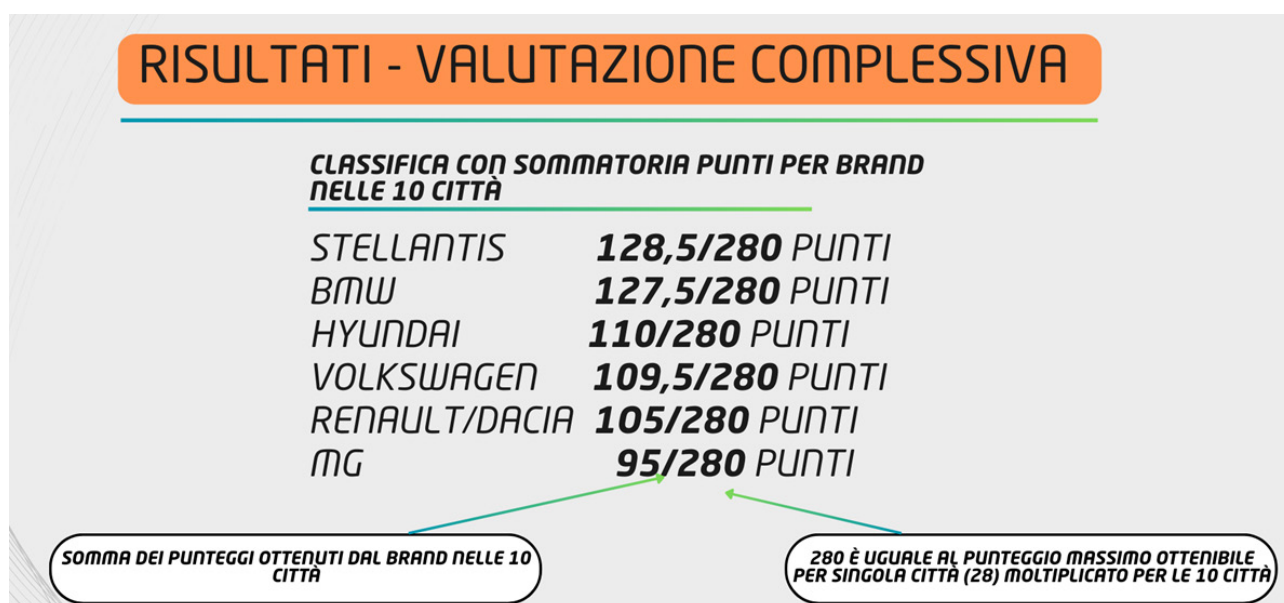 RISULTATI - VALUTAZIONE COMPLESSIVA
CLASSIFICA CON SOMMATORIA PUNTI PER BRAND
NELLE 10 CITTÀ
STELLANTIS 128,5/280 PUNTI
BMW 127,5/280 PUNTI
HYUNDAI 110/280 PUNTI
VOLKSWAGEN 109,5/280 PUNTI
RENAULT/DACIA 105/280 PUNTI
MG 95/280 PUNTI
SOMMA DEI PUNTEGGI OTTENUTI DAL BRAND NELLE 10
CITTÀ
280 È UGUALE AL PUNTEGGIO MASSIMO OTTENIBILE
PER SINGOLA CITTÀ (28) MOLTIPLICATO PER LE 10 CITTÀ